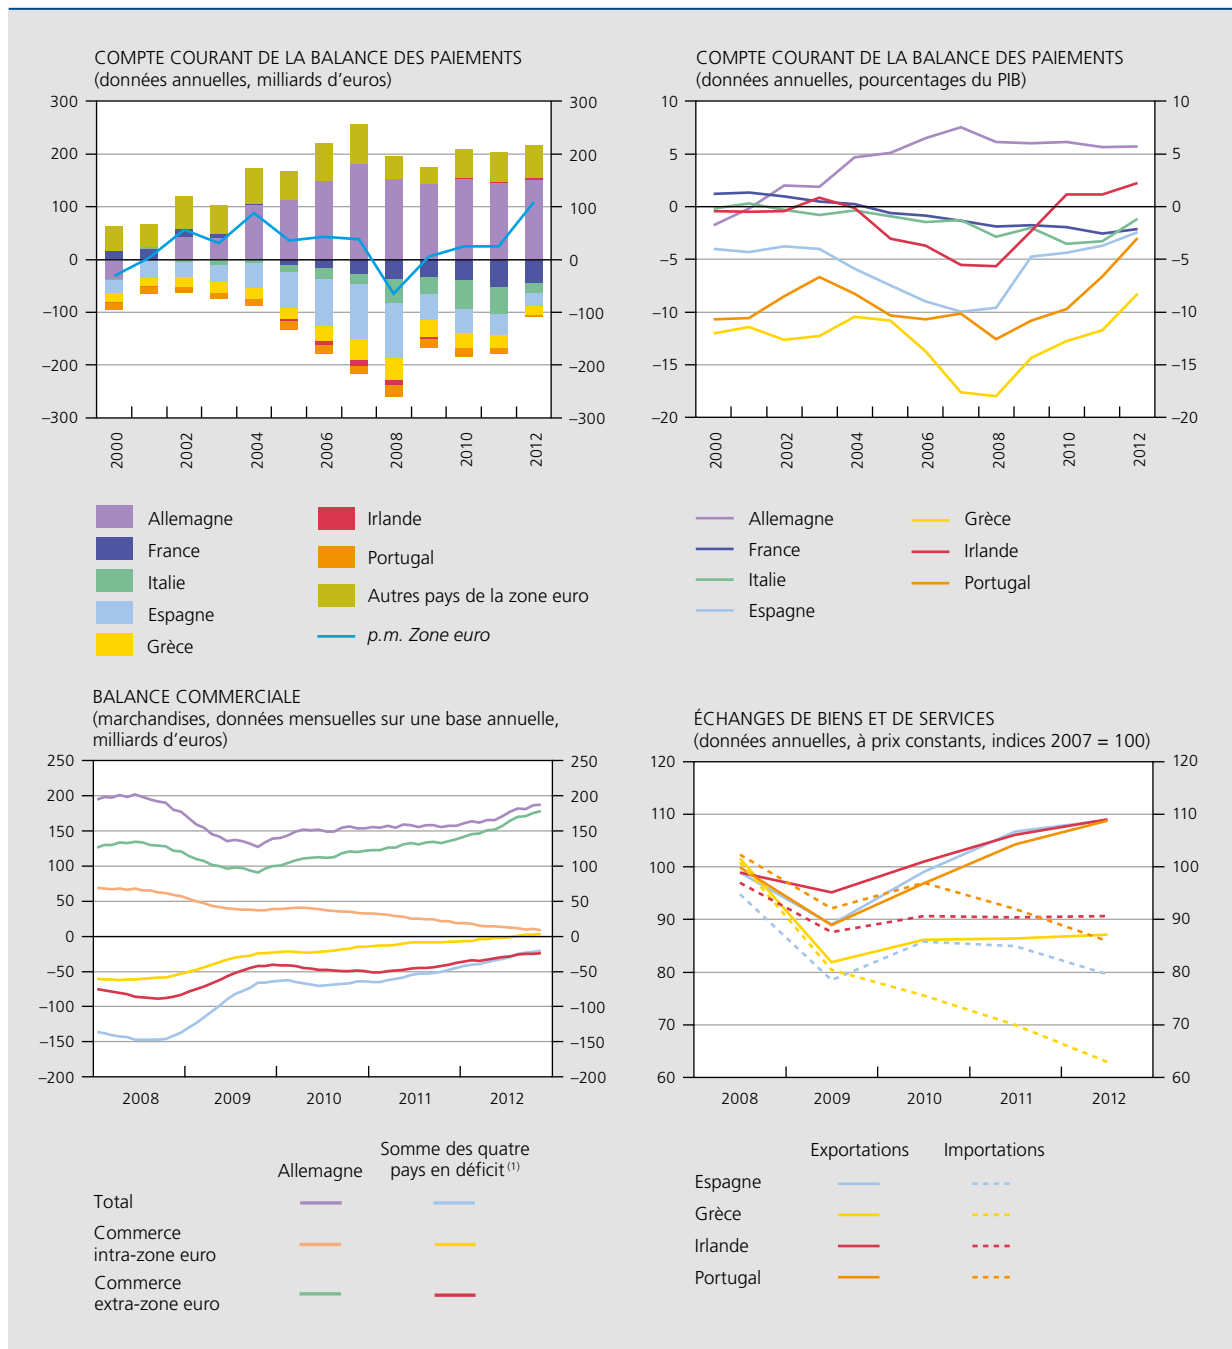 COMPTE COURANT DE LA BALANCE DES PAIEMENTS
(données annuelles, milliards d'euros)
300 300
200 200
100 100
0 0
−100 −100
−200 −200
−300 −300
2000 2002 2004 2006 2008 2010 2012
Allemagne
France
Italie
Espagne
Grèce
Irlande
Portugal
Autres pays de la zone euro
p.m. Zone euro
COMPTE COURANT DE LA BALANCE DES PAIEMENTS
(données annuelles, pourcentages du PIB)
10 10
5 5
0 0
−5 −5
−10 −10
−15 −15
−20 −20
2000 2002 2004 2006 2008 2010 2012
Allemagne
France
Italie
Espagne
Grèce
Irlande
Portugal
BALANCE COMMERCIALE
(marchandises, données mensuelles sur une base annuelle,
milliards d'euros)
250 250
200 200
150 150
100 100
50 50
0 0
−50 −50
−100 −100
−150 −150
−200 −200
2008 2009 2010 2011 2012
Allemagne
Somme des quatre
pays en déficit (1)
Total
Commerce
intra-zone euro
Commerce
extra-zone euro
ÉCHANGES DE BIENS ET DE SERVICES
(données annuelles, à prix constants, indices 2007 = 100)
120 120
110 110
100 100
90 90
80 80
70 70
60 60
2008 2009 2010 2011 2012
Exportations Importations
Espagne
Grèce
Irlande
Portugal